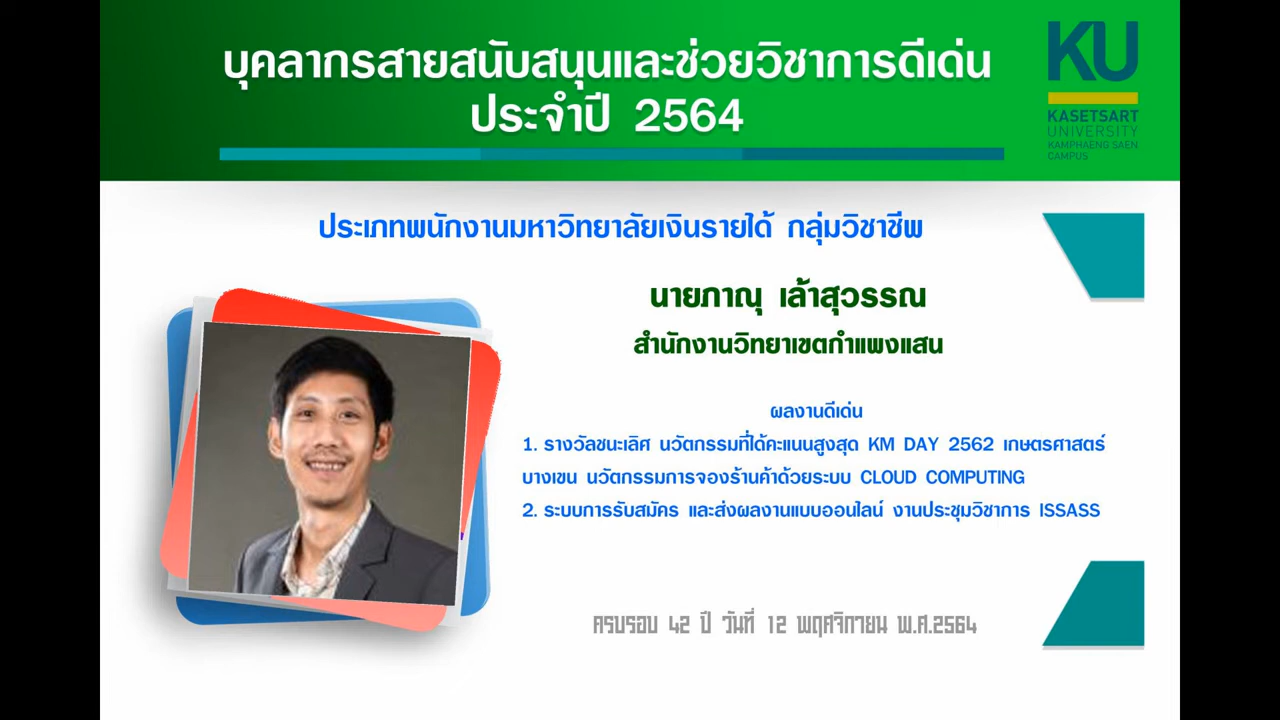 บุคลากรสายสนับสนุนและช่วยวิชาการดีเด่น
ประจำปี 2564
KU
KASETSART
UNIVERSITY
KAMPHAENG SAEN
CAMPUS
ประเภทพนักงานมหาวิทยาลัยเงินรายได้ กลุ่มวิชาชีพ
นายภาณุ เล้าสุวรรณ
สำนักงานวิทยาเขตกำแพงแสน
ผลงานดีเด่น
1. รางวัลชนะเลิศ นวัตกรรมที่ได้คะแนนสูงสุด KM DAY 2562 เกษตรศาสตร์
บางเขน นวัตกรรมการจองร้านค้าด้วยระบบ CLOUD COMPUTING
2. ระบบการรับสมัคร และส่งผลงานแบบออนไลน์ งานประชุมวิชาการ ISSASS
ครบรอบ 42 ปี วันที่ 12 พฤศจิกายน พ.ศ.2564